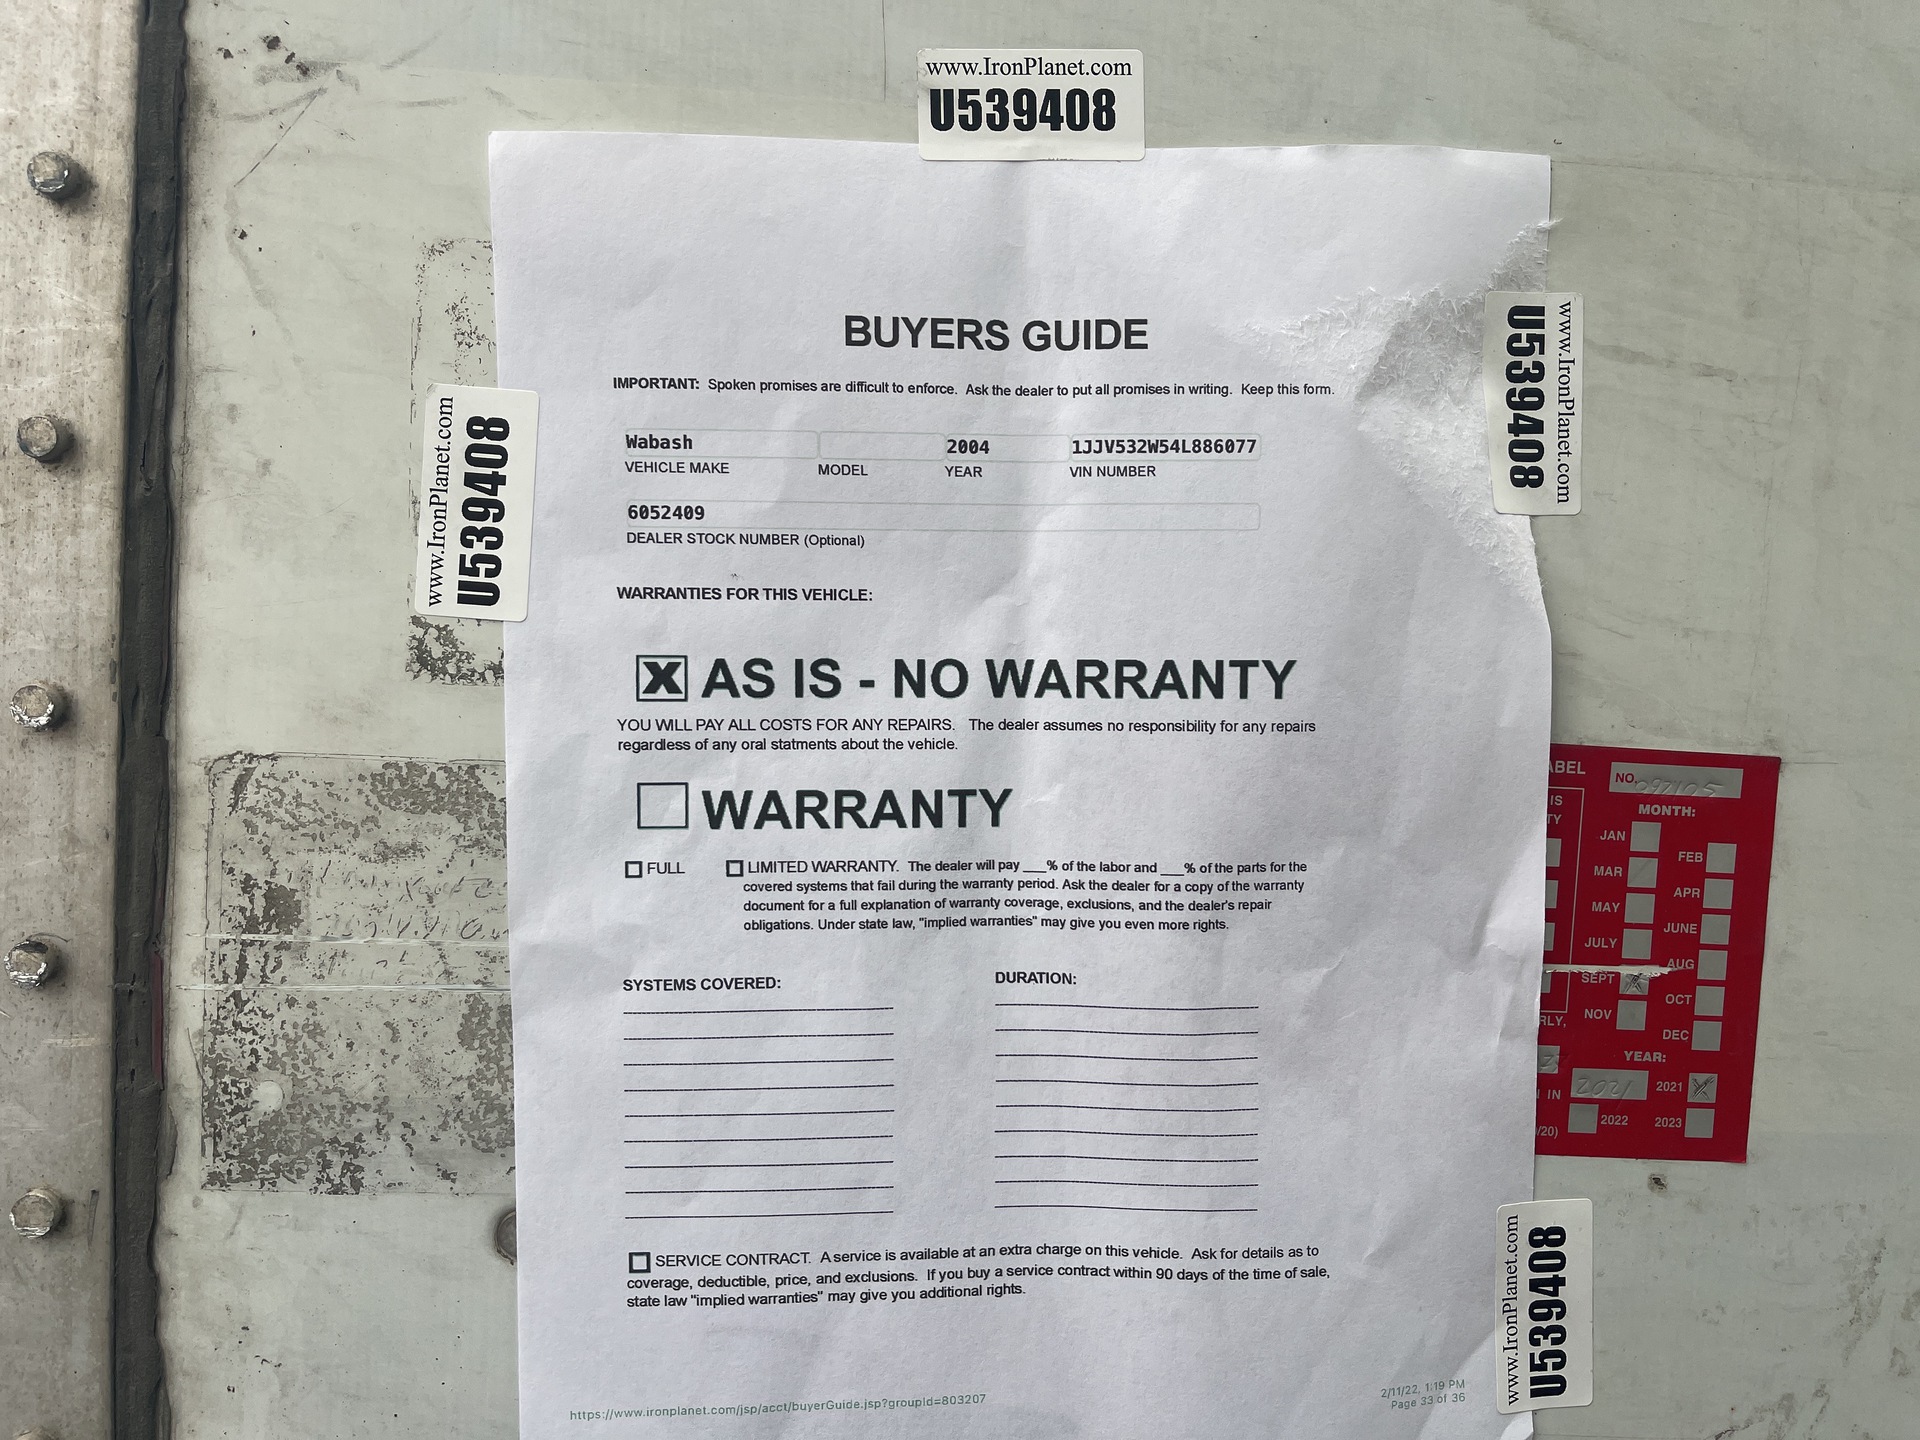 www.IronPlanet.com
U539408
BUYERS GUIDE
IMPORTANT: Spoken promises are difficult to enforce. Ask the dealer to put all promises in writing. Keep this form.
Wabash 2004 1JJV532W54L886077
VEHICLE MAKE MODEL YEAR VIN NUMBER
6052409
DEALER STOCK NUMBER (Optional)
WARRANTIES FOR THIS VEHICLE:
X AS IS - NO WARRANTY
YOU WILL PAY ALL COSTS FOR ANY REPAIRS. The dealer assumes no responsibility for any repairs
regardless of any oral statments about the vehicle.
WARRANTY
FULL LIMITED WARRANTY. The dealer will pay ___% of the labor and ___% of the parts for the
covered systems that fail during the warranty period. Ask the dealer for a copy of the warranty
document for a full explanation of warranty coverage, exclusions, and the dealer's repair
obligations. Under state law, "implied warranties" may give you even more rights.
SYSTEMS COVERED: DURATION:
SERVICE CONTRACT. A service is available at an extra charge on this vehicle. Ask for details as to
coverage, deductible, price, and exclusions. If you buy a service contract within 90 days of the time of sale,
state law "implied warranties" may give you additional rights.
https://www.ironplanet.com/jsp/acct/buyerGuide.jsp?groupId=803207
2/11/22, 1:19 PM
Page 33 of 36
www.IronPlanet.com
U539408
www.IronPlanet.com
U539408
www.IronPlanet.com
U539408
NO.
MONTH:
JAN FEB
MAR APR
MAY JUNE
JULY AUG
SEPT X OCT
NOV DEC
YEAR:
2021 2021 X
2022 2023